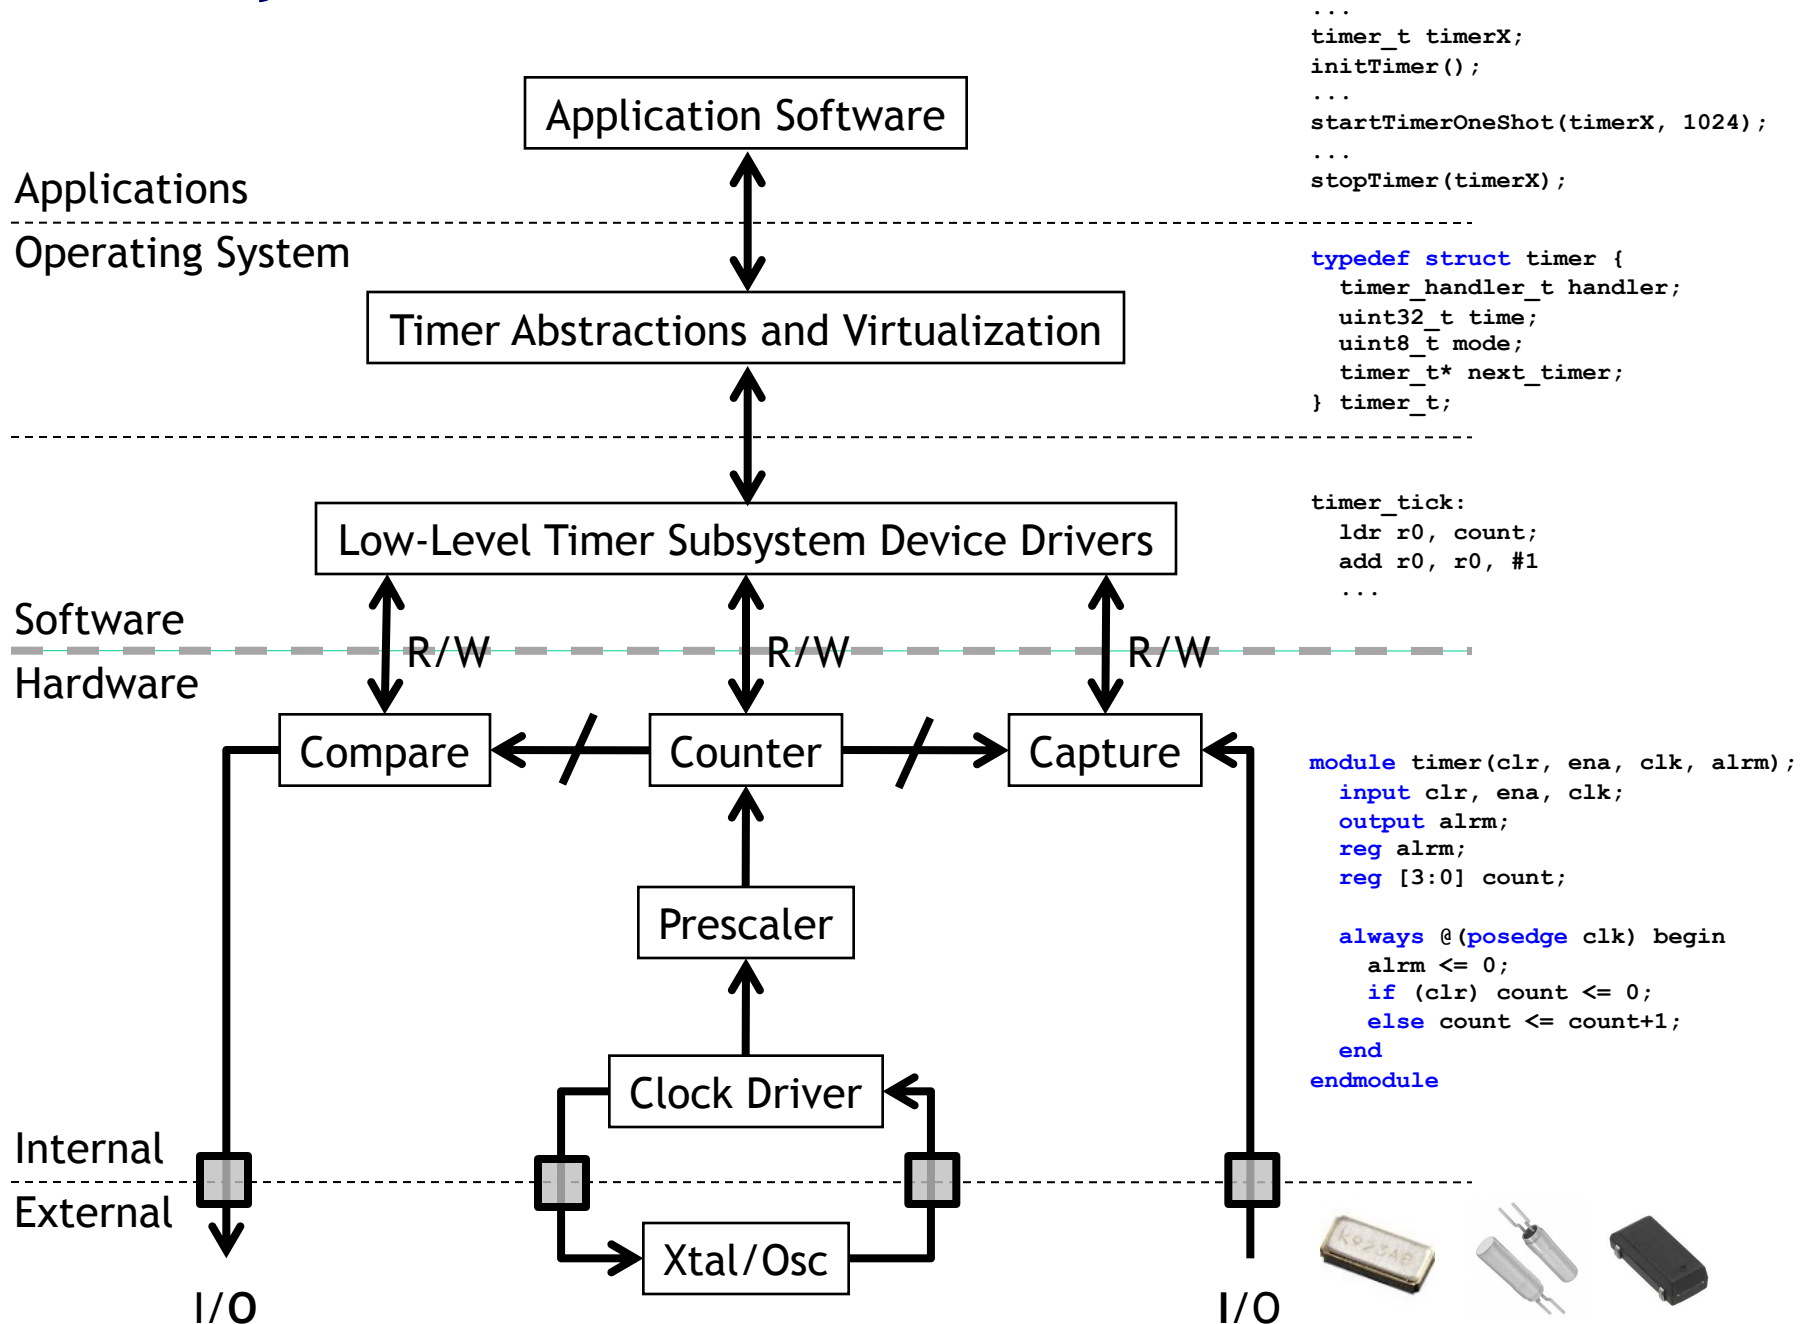 ...
timer_t timerX;
initTimer();
...
startTimerOneShot(timerX, 1024);
...
stopTimer(timerX);
Application Software
Applications
Operating System
typedef struct timer {
timer_handler_t handler;
uint32_t time;
uint8_t mode;
timer_t* next_timer;
} timer_t;
Timer Abstractions and Virtualization
Low-Level Timer Subsystem Device Drivers
timer_tick:
ldr r0, count;
add r0, r0, #1
...
Software
R/W R/W R/W
Hardware
Compare Counter Capture
module timer(clr, ena, clk, alrm);
input clr, ena, clk;
output alrm;
reg alrm;
reg [3:0] count;
always @(posedge clk) begin
alrm <= 0;
if (clr) count <= 0;
else count <= count+1;
end
endmodule
Prescaler
Clock Driver
Internal
External
Xtal/Osc
I/O I/O
K923AB